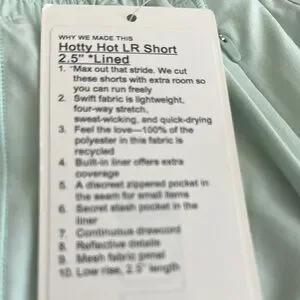 WHY WE MADE THIS
Hotty Hot LR Short
2.5" *Lined
1. "Max out that stride. We cut
these shorts with extra room so
you can run freely
2. Swift fabric is lightweight,
four-way stretch,
sweat-wicking, and quick-drying
3. Feel the love—100% of the
polyester in this fabric is
recycled
4. Built-in liner offers extra
coverage
5. A discreet zippered pocket in
the seam for small items
6. Secret stash pocket in the
liner
7. Continuous drawcord
8. Reflective details
9. Mesh fabric panel
10. Low rise, 2.5" length